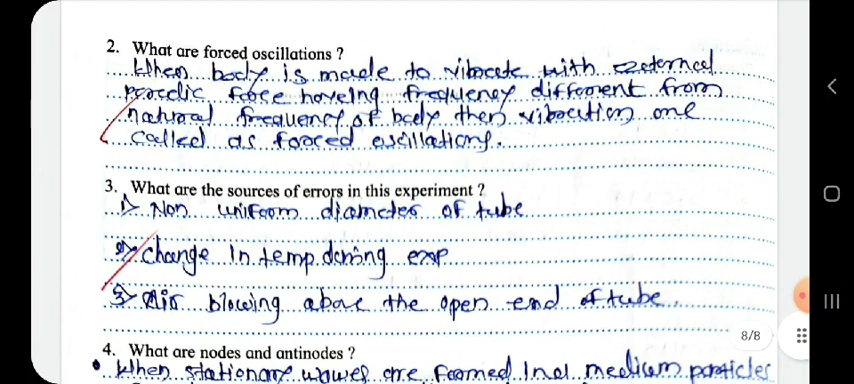 2. What are forced oscillations ?
When body is made to vibrate with external
peroodic force haveing frequency different from
natural frequency of body then vibration one
called as forced oscillations.
3. What are the sources of errors in this experiment ?
1> Non uniform diameter of tube
2> change in temp during exp
3> Air blowing above the open end of tube.
8/8
4. What are nodes and antinodes ?
• When stationary waves are formed in a medium particles